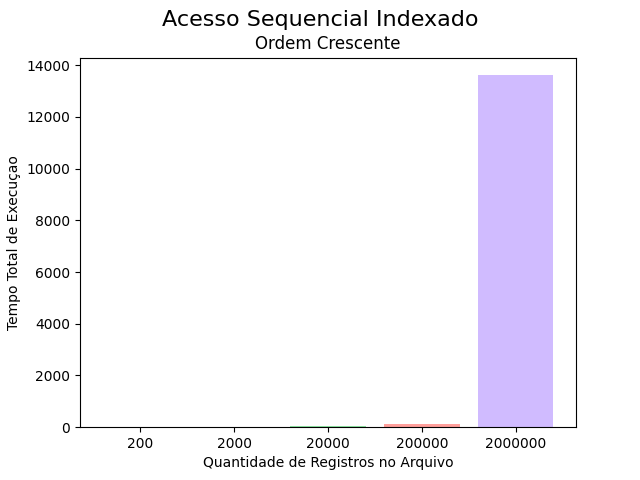 Acesso Sequencial Indexado
Ordem Crescente
Tempo Total de Execuçao
14000
12000
10000
8000
6000
4000
2000
0
200 2000 20000 200000 2000000
Quantidade de Registros no Arquivo